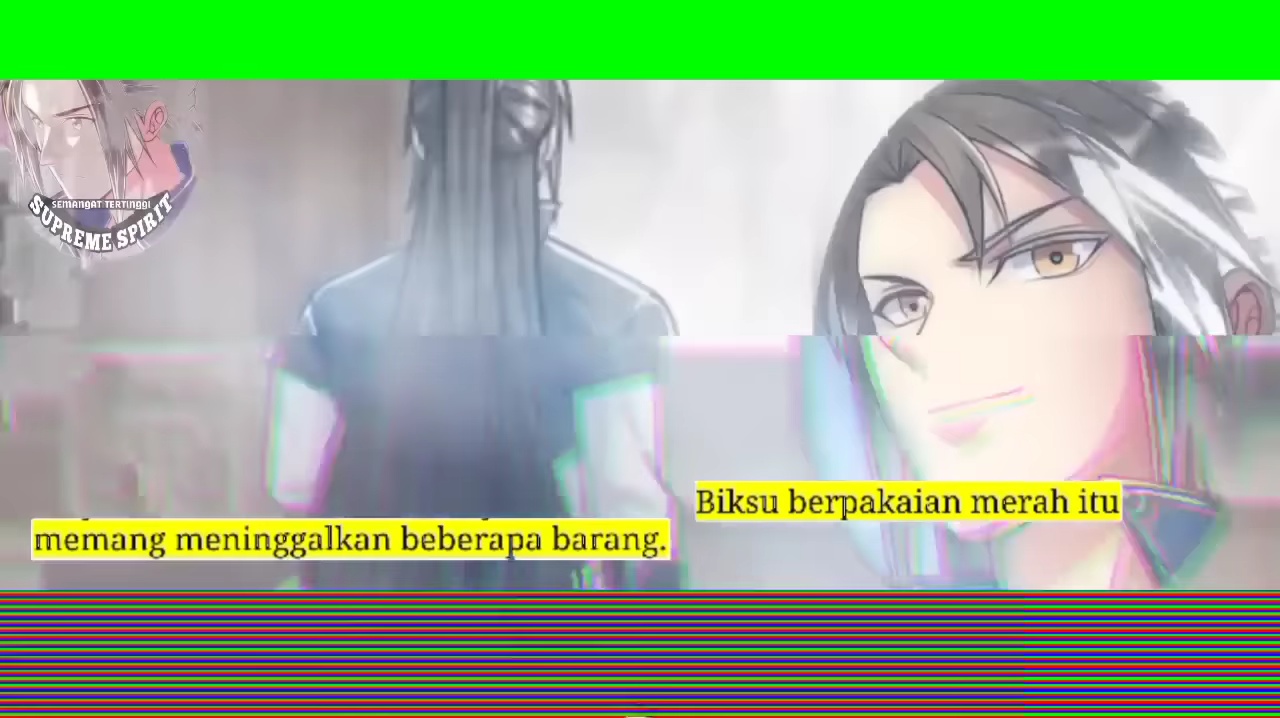 SEMANGAT TERTINGGI
SUPREME SPIRIT
Biksu berpakaian merah itu
memang meninggalkan beberapa barang.